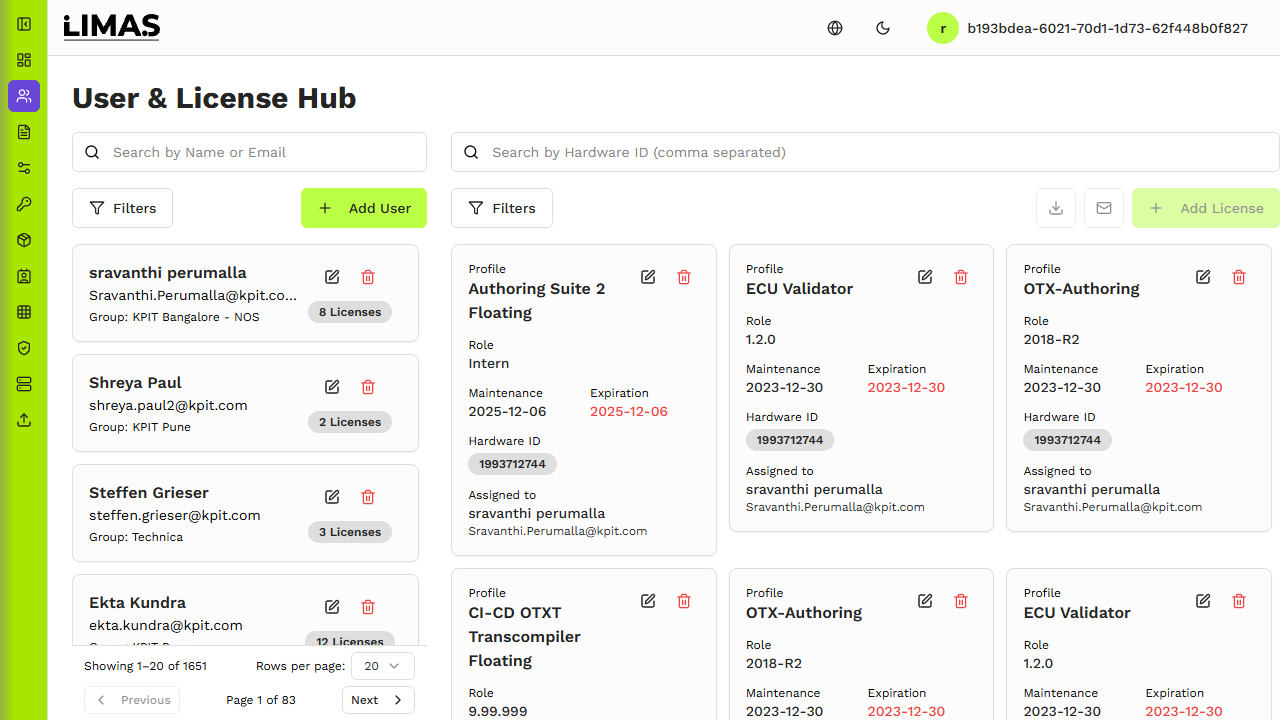 LIMAS
r
b193bdea-6021-70d1-1d73-62f448b0f827
User & License Hub
Search by Name or Email
Filters
Add User
sravanthi perumalla
Sravanthi.Perumalla@kpit.co...
Group: KPIT Bangalore - NOS
8 Licenses
Shreya Paul
shreya.paul2@kpit.com
Group: KPIT Pune
2 Licenses
Steffen Grieser
steffen.grieser@kpit.com
Group: Technica
3 Licenses
Ekta Kundra
ekta.kundra@kpit.com
12 Licenses
Showing 1–20 of 1651
Rows per page: 20
Previous
Page 1 of 83
Next
Search by Hardware ID (comma separated)
Filters
Add License
Profile
Authoring Suite 2
Floating
Role
Intern
Maintenance Expiration
2025-12-06 2025-12-06
Hardware ID
1993712744
Assigned to
sravanthi perumalla
Sravanthi.Perumalla@kpit.com
Profile
ECU Validator
Role
1.2.0
Maintenance Expiration
2023-12-30 2023-12-30
Hardware ID
1993712744
Assigned to
sravanthi perumalla
Sravanthi.Perumalla@kpit.com
Profile
OTX-Authoring
Role
2018-R2
Maintenance Expiration
2023-12-30 2023-12-30
Hardware ID
1993712744
Assigned to
sravanthi perumalla
Sravanthi.Perumalla@kpit.com
Profile
CI-CD OTXT
Transcompiler
Floating
Role
9.99.999
Profile
OTX-Authoring
Role
2018-R2
Maintenance Expiration
2023-12-30 2023-12-30
Profile
ECU Validator
Role
1.2.0
Maintenance Expiration
2023-12-30 2023-12-30